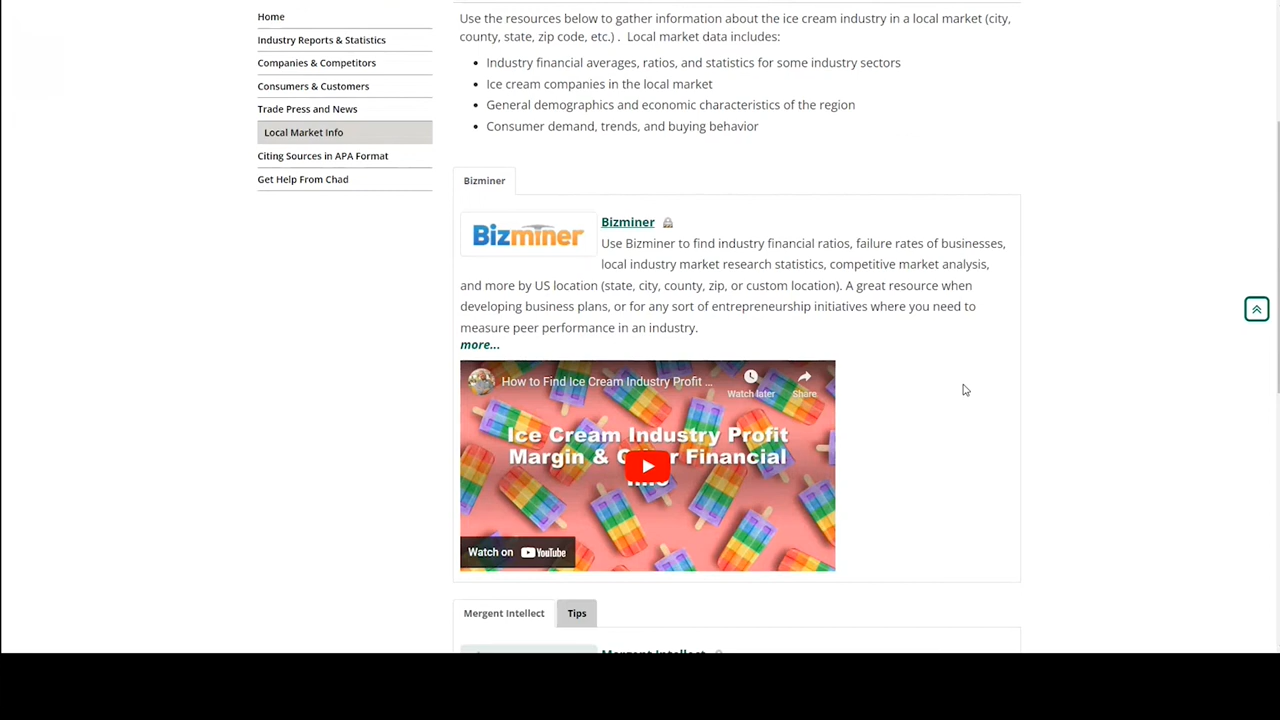 Home
Industry Reports & Statistics
Companies & Competitors
Consumers & Customers
Trade Press and News
Local Market Info
Citing Sources in APA Format
Get Help From Chad
Use the resources below to gather information about the ice cream industry in a local market (city,
county, state, zip code, etc.) . Local market data includes:
• Industry financial averages, ratios, and statistics for some industry sectors
• Ice cream companies in the local market
• General demographics and economic characteristics of the region
• Consumer demand, trends, and buying behavior
Bizminer
Bizminer
Bizminer
Use Bizminer to find industry financial ratios, failure rates of businesses,
local industry market research statistics, competitive market analysis,
and more by US location (state, city, county, zip, or custom location). A great resource when
developing business plans, or for any sort of entrepreneurship initiatives where you need to
measure peer performance in an industry.
more...
How to Find Ice Cream Industry Profit ...
Watch later
Share
Ice Cream Industry Profit
Margin & Financial
Watch on YouTube
Mergent Intellect
Tips
Mergent Intellect